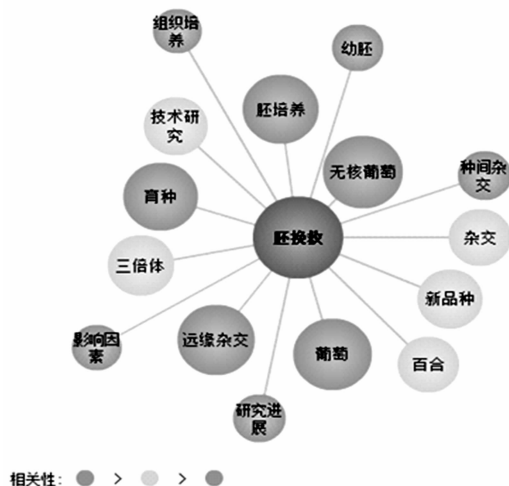 组织培
养
幼胚
技术研
究
胚培养
无核葡萄
种间杂
交
育种
胚挽救
杂交
三倍体
新品种
影响因
素
远缘杂交
葡萄
百合
研究进
展
相关性: > >